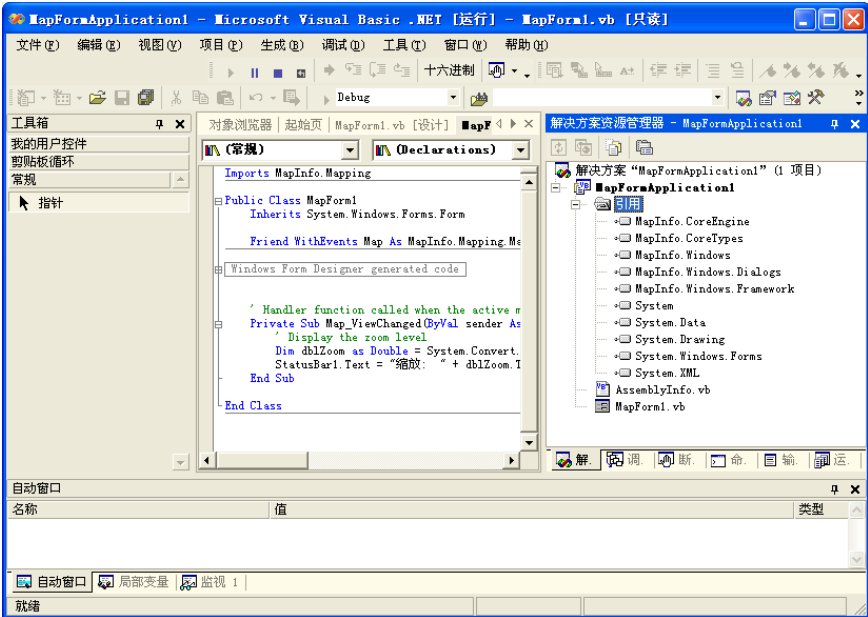 MapFormApplication1 - Microsoft Visual Basic .NET [运行] - MapForm1.vb [只读]
文件(F) 编辑(E) 视图(V) 项目(P) 生成(B) 调试(D) 工具(T) 窗口(W) 帮助(H)
十六进制
Debug
工具箱
我的用户控件
剪贴板循环
常规
指针
对象浏览器 起始页 MapForm1.vb [设计] MapF
(常规) (Declarations)
Imports MapInfo.Mapping
Public Class MapForm1
Inherits System.Windows.Forms.Form
Friend WithEvents Map As MapInfo.Mapping.Ma
Windows Form Designer generated code
' Handler function called when the active m
Private Sub Map_ViewChanged(ByVal sender As
' Display the zoom level
Dim dblZoom as Double = System.Convert.
StatusBar1.Text = "缩放: " + dblZoom.T
End Sub
End Class
解决方案资源管理器 - MapFormApplication1
解决方案 “MapFormApplication1” (1 项目)
MapFormApplication1
引用
MapInfo.CoreEngine
MapInfo.CoreTypes
MapInfo.Windows
MapInfo.Windows.Dialogs
MapInfo.Windows.Framework
System
System.Data
System.Drawing
System.Windows.Forms
System.XML
AssemblyInfo.vb
MapForm1.vb
解. 调. 断. 命. 输. 运.
自动窗口
名称 值 类型
自动窗口 局部变量 监视 1
就绪